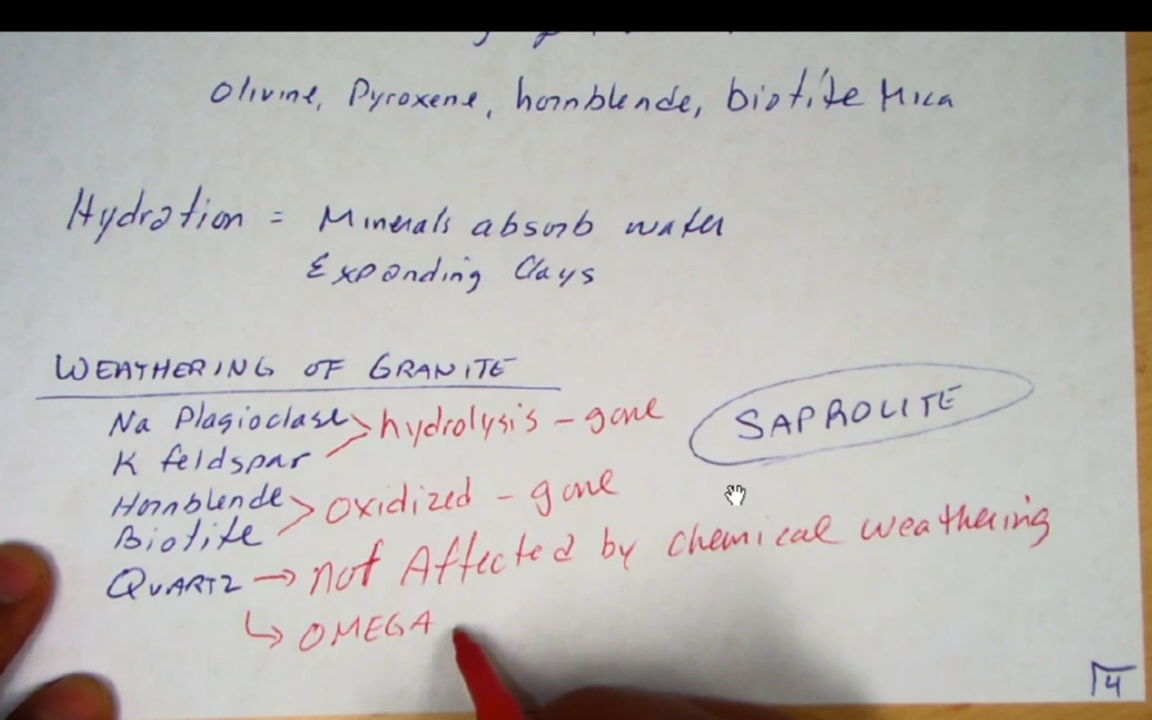 Olivine, Pyroxene, hornblende, biotite Mica
Hydration = Minerals absorb water
Expanding Clays
WEATHERING OF GRANITE
Na Plagioclase > hydrolysis - gone
K feldspar
SAPROLITE
Hornblende > oxidized - gone
Biotite
QUARTZ → not Affected by chemical weathering
↳ OMEGA
4